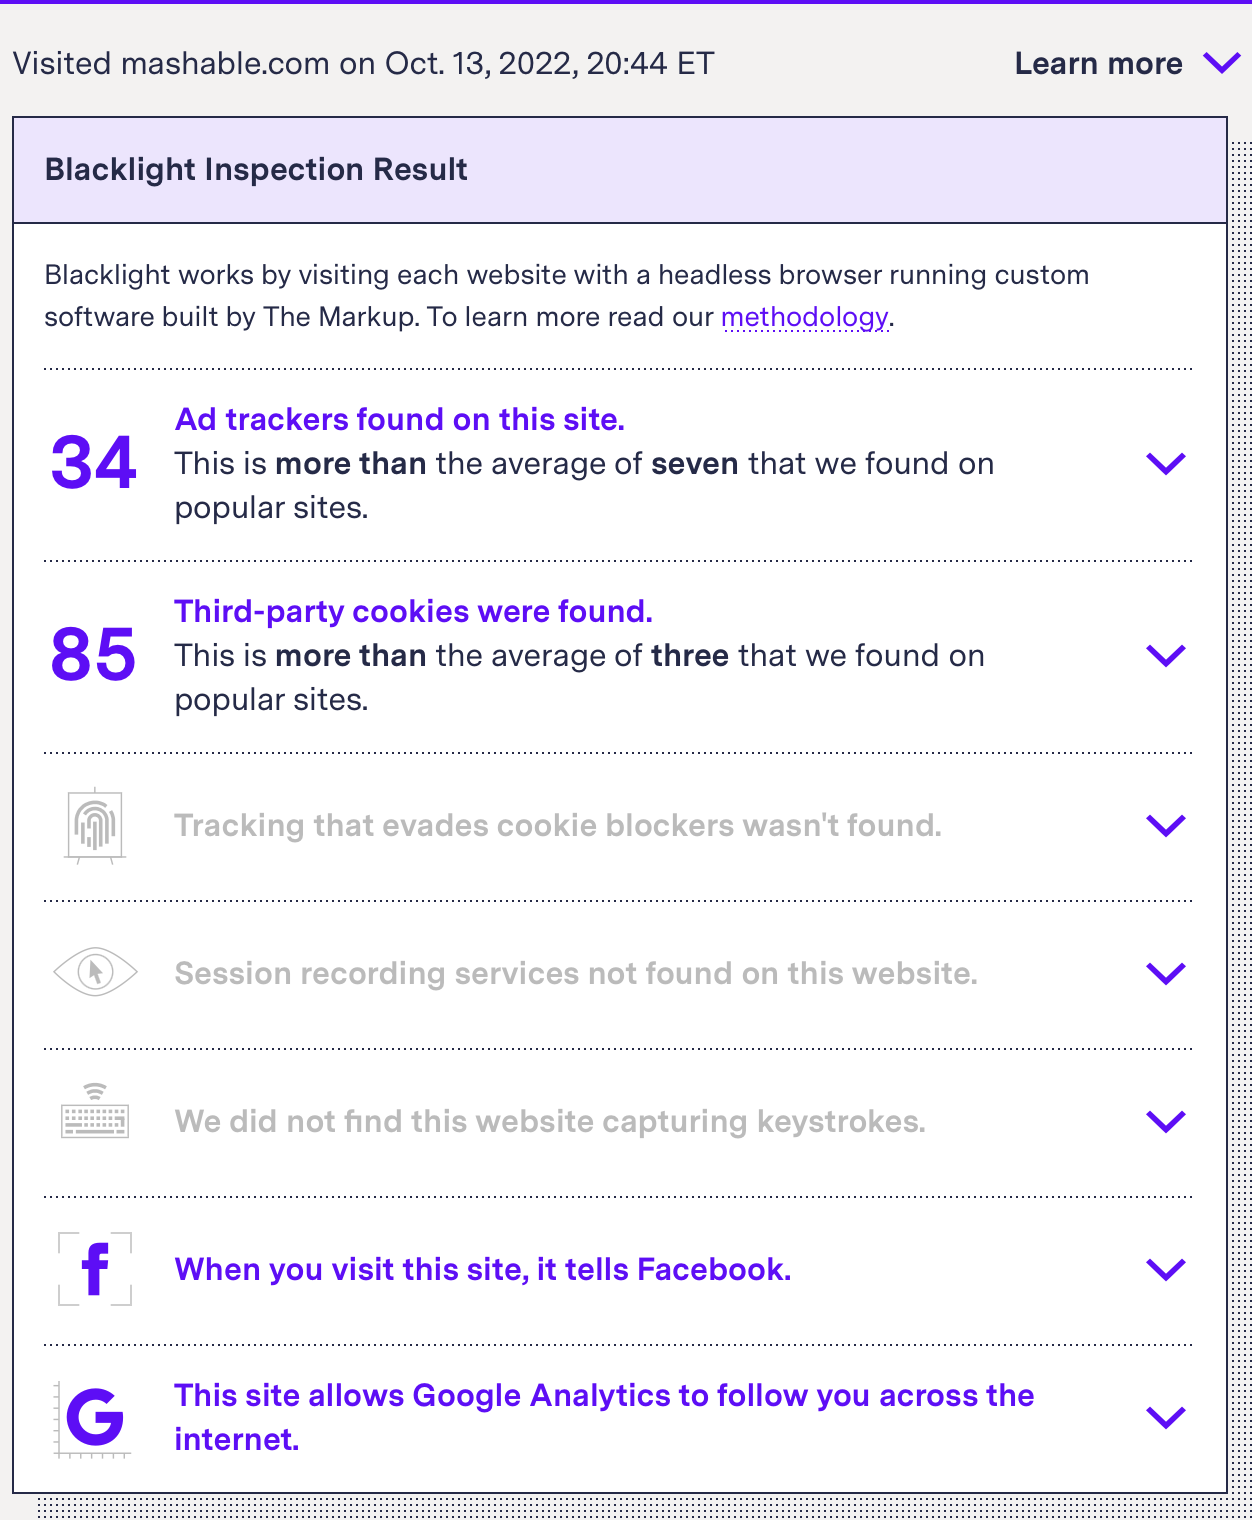 Visited mashable.com on Oct. 13, 2022, 20:44 ET
Learn more
Blacklight Inspection Result
Blacklight works by visiting each website with a headless browser running custom
software built by The Markup. To learn more read our methodology.
34
Ad trackers found on this site.
This is more than the average of seven that we found on
popular sites.
85
Third-party cookies were found.
This is more than the average of three that we found on
popular sites.
Tracking that evades cookie blockers wasn't found.
Session recording services not found on this website.
We did not find this website capturing keystrokes.
f
When you visit this site, it tells Facebook.
G
This site allows Google Analytics to follow you across the
internet.